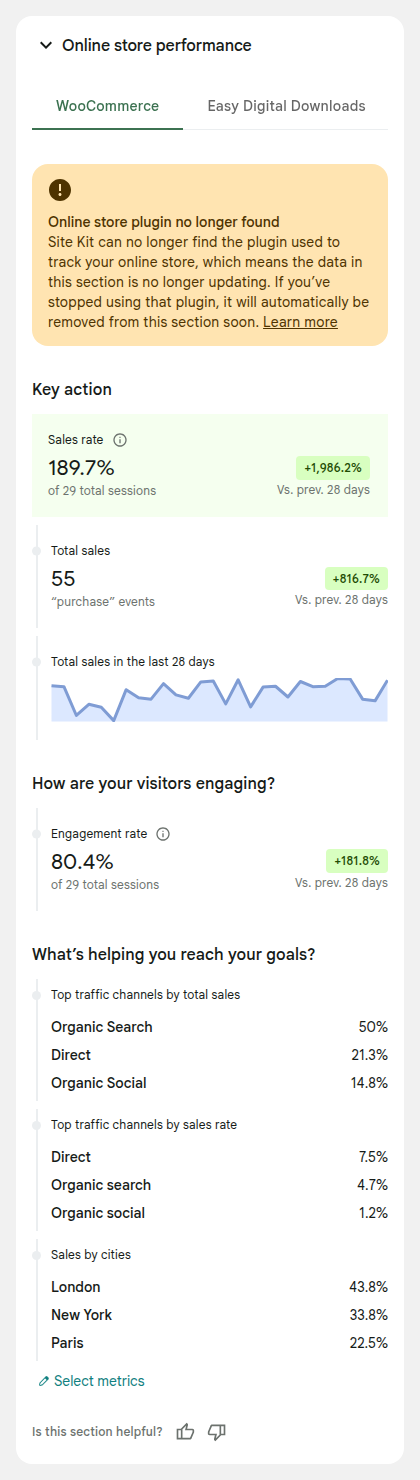 Online store performance
WooCommerce
Easy Digital Downloads
Online store plugin no longer found
Site Kit can no longer find the plugin used to
track your online store, which means the data in
this section is no longer updating. If you’ve
stopped using that plugin, it will automatically be
removed from this section soon. Learn more
Key action
Sales rate
189.7% +1,986.2%
of 29 total sessions Vs. prev. 28 days
Total sales
55 +816.7%
“purchase” events Vs. prev. 28 days
Total sales in the last 28 days
How are your visitors engaging?
Engagement rate
80.4% +181.8%
of 29 total sessions Vs. prev. 28 days
What’s helping you reach your goals?
Top traffic channels by total sales
Organic Search 50%
Direct 21.3%
Organic Social 14.8%
Top traffic channels by sales rate
Direct 7.5%
Organic search 4.7%
Organic social 1.2%
Sales by cities
London 43.8%
New York 33.8%
Paris 22.5%
Select metrics
Is this section helpful?